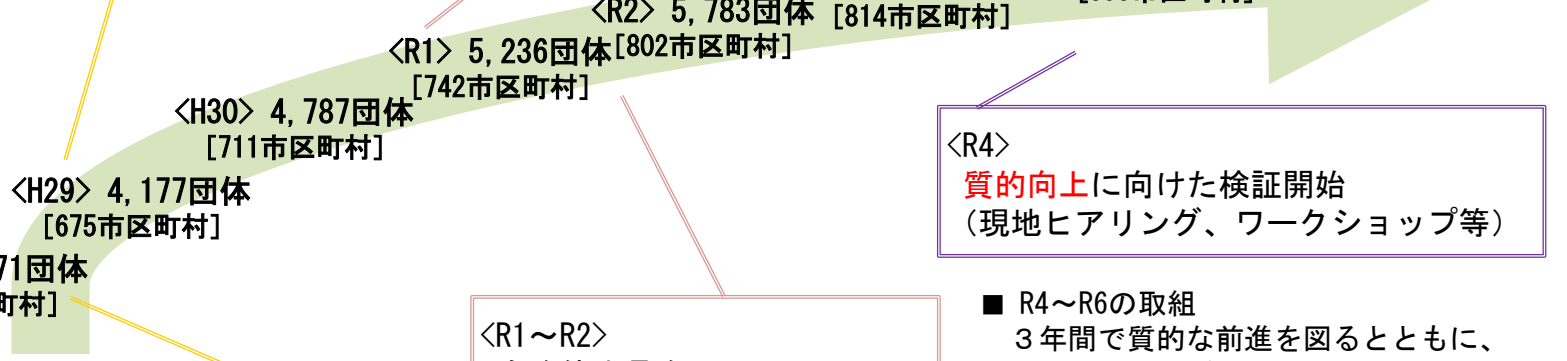 <R2> 5,783団体 [814市区町村]
<R1> 5,236団体[802市区町村]
[742市区町村]
<H30> 4,787団体
[711市区町村]
<H29> 4,177団体
[675市区町村]
71団体
町村]
<R4>
質的向上に向けた検証開始
（現地ヒアリング、ワークショップ等）
■ R4～R6の取組
３年間で質的な前進を図るとともに、
<R1～R2>